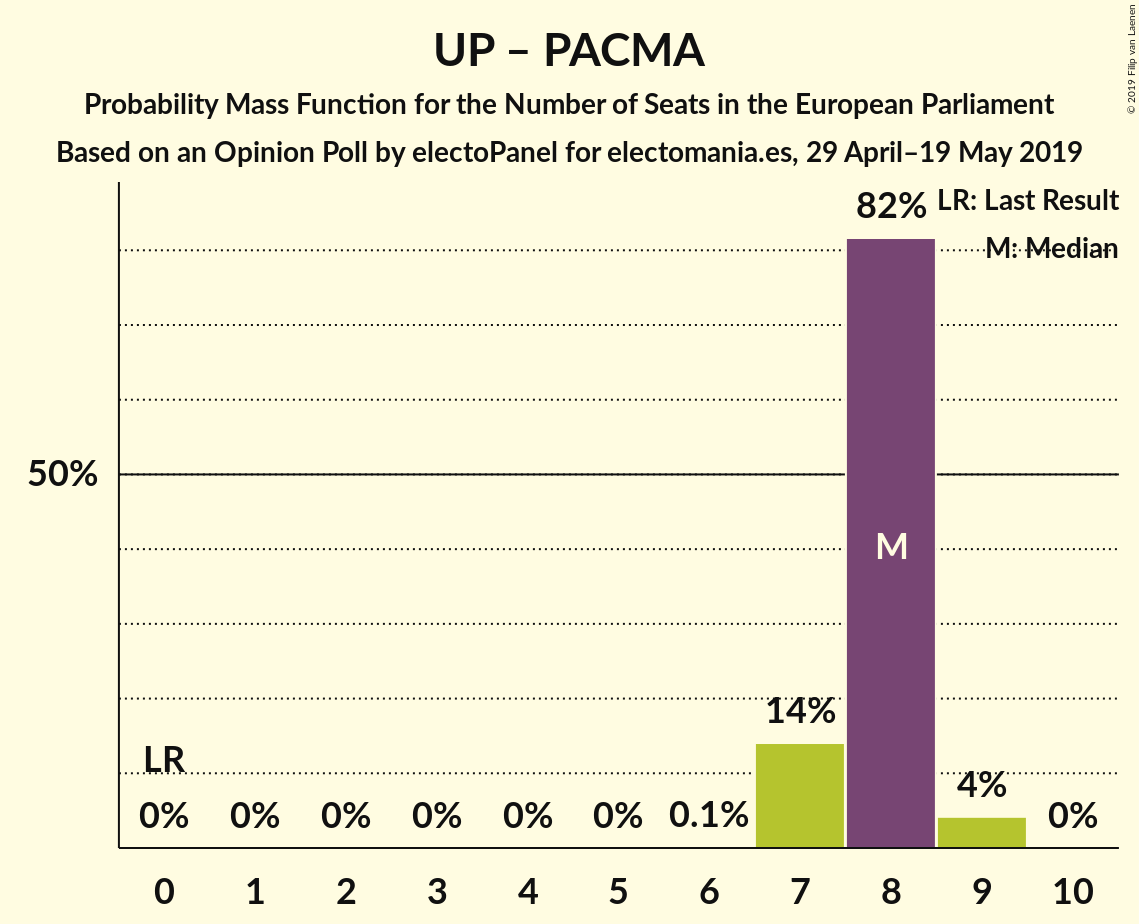 UP – PACMA
Probability Mass Function for the Number of Seats in the European Parliament
Based on an Opinion Poll by electoPanel for electomania.es, 29 April–19 May 2019
© 2019 Filip van Laenen
82%
LR: Last Result
M: Median
50%
M
14%
LR
4%
0% 0% 0% 0% 0% 0% 0.1% 0%
0 1 2 3 4 5 6 7 8 9 10